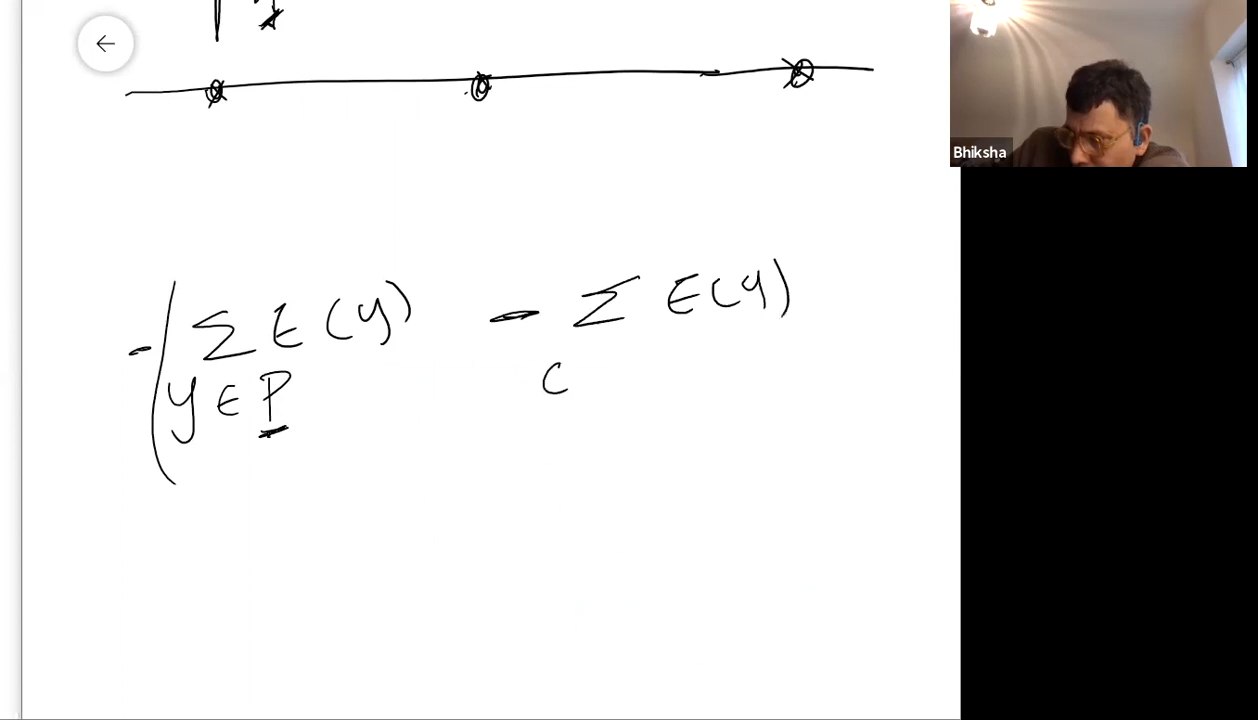 Bhiksha
-( Σ E(y) - Σ E(y)
y ∈ P C